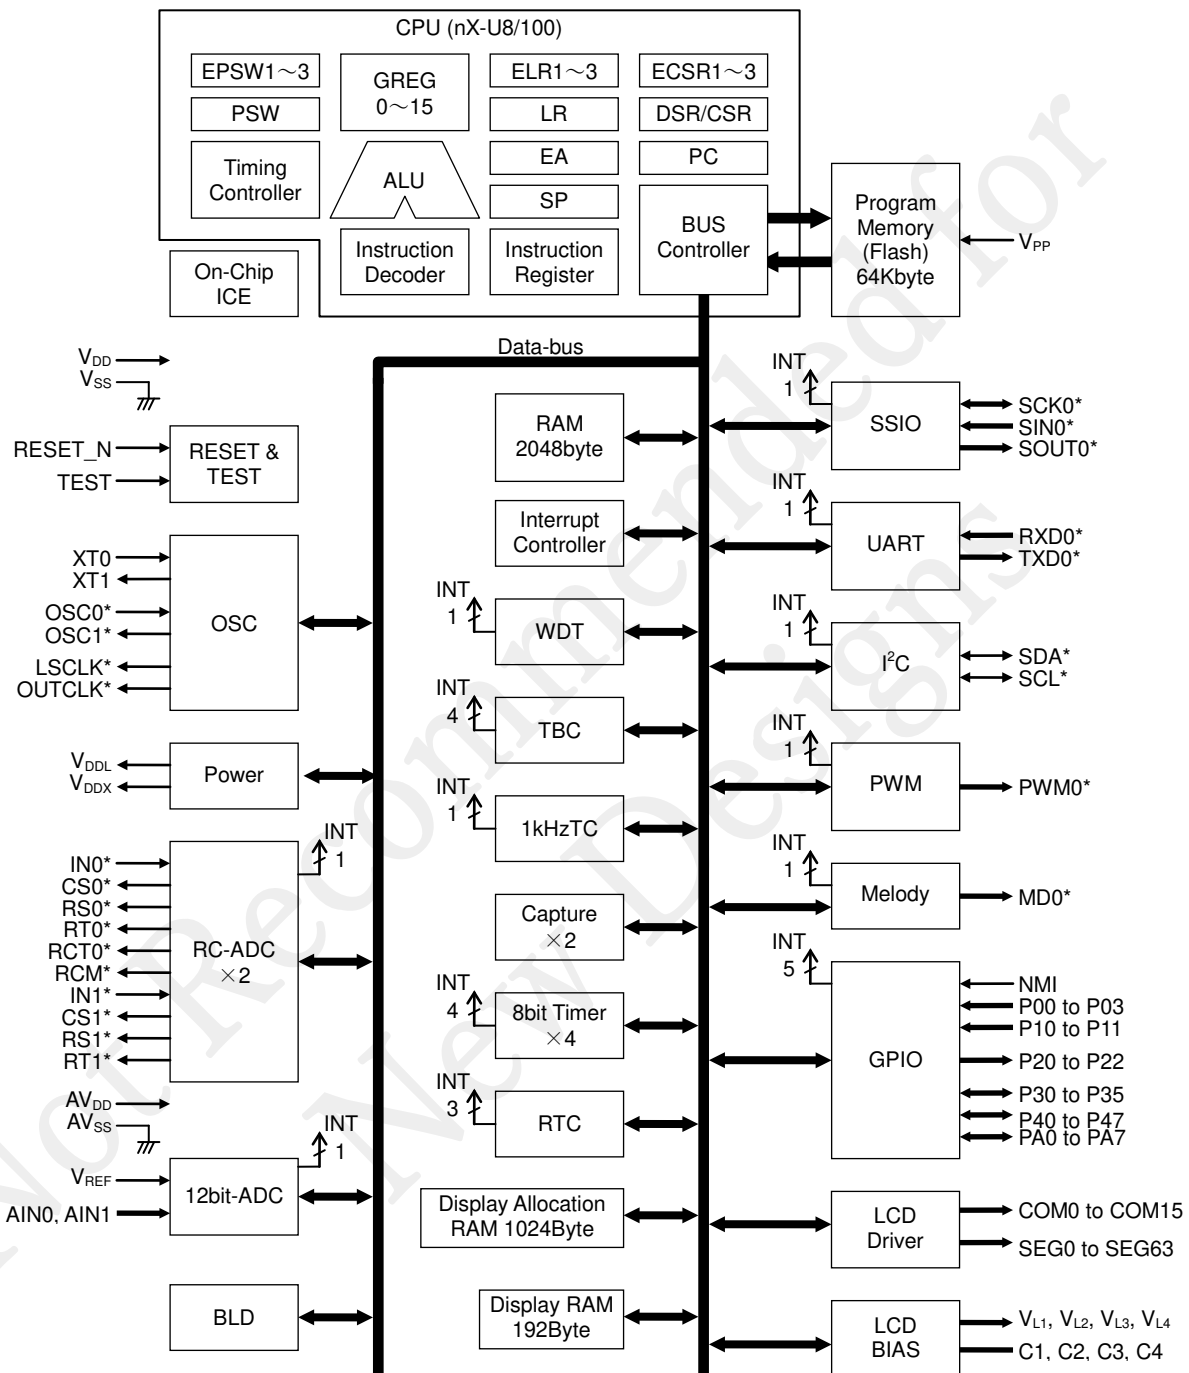 CPU (nX-U8/100)
EPSW1～3
GREG
0～15
ELR1～3
ECSR1～3
PSW
LR
DSR/CSR
Timing
Controller
ALU
EA
PC
SP
BUS
Controller
Instruction
Decoder
Instruction
Register
On-Chip
ICE
Program
Memory
(Flash)
64Kbyte
VPP
Data-bus
VDD
VSS
RESET_N
TEST
RESET &
TEST
XT0
XT1
OSC0*
OSC1*
LSCLK*
OUTCLK*
OSC
VDDL
VDDX
Power
INT
1
IN0*
CS0*
RS0*
RT0*
RCT0*
RCM*
IN1*
CS1*
RS1*
RT1*
RC-ADC
×2
AVDD
AVSS
INT
1
VREF
AIN0, AIN1
12bit-ADC
BLD
RAM
2048byte
Interrupt
Controller
INT
1
WDT
INT
4
TBC
INT
1
1kHzTC
Capture
×2
INT
4
8bit Timer
×4
INT
3
RTC
Display Allocation
RAM 1024Byte
Display RAM
192Byte
INT
1
SSIO
SCK0*
SIN0*
SOUT0*
INT
1
UART
RXD0*
TXD0*
INT
1
I2C
SDA*
SCL*
INT
1
PWM
PWM0*
INT
1
Melody
MD0*
INT
5
GPIO
NMI
P00 to P03
P10 to P11
P20 to P22
P30 to P35
P40 to P47
PA0 to PA7
LCD
Driver
COM0 to COM15
SEG0 to SEG63
LCD
BIAS
VL1, VL2, VL3, VL4
C1, C2, C3, C4
Not Recommended for
New Designs